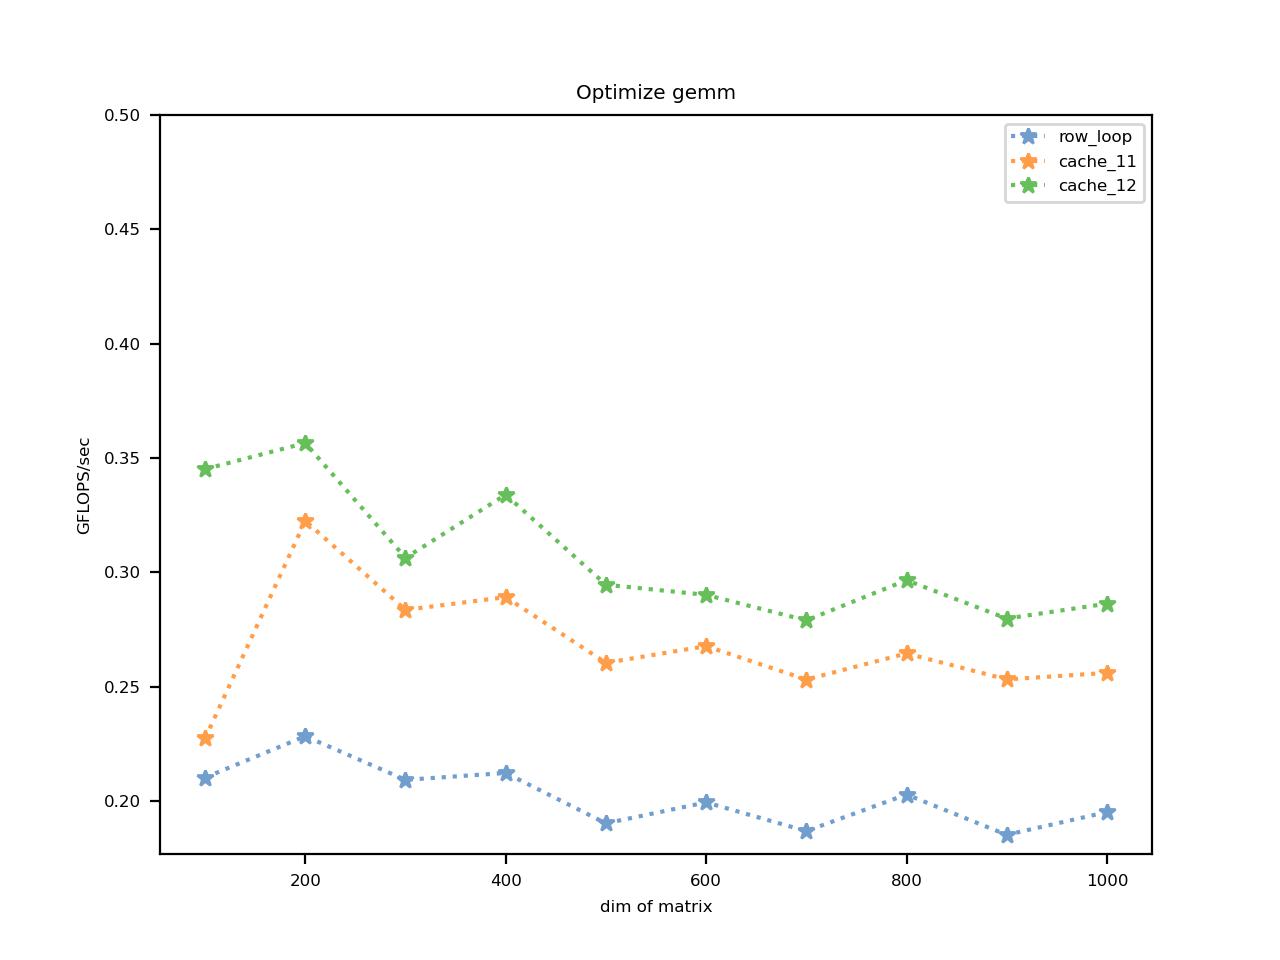 Optimize gemm
0.50
0.45
0.40
0.35
0.30
0.25
0.20
GFLOPS/sec
row_loop
cache_11
cache_12
200 400 600 800 1000
dim of matrix